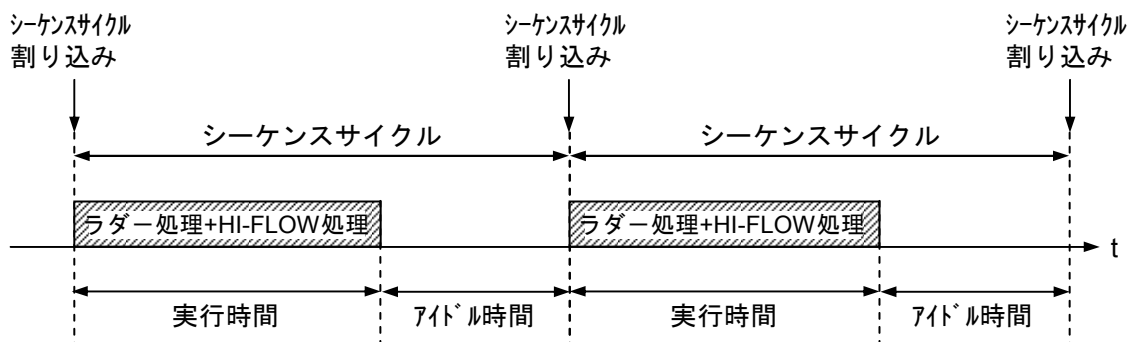 ｼｰｹﾝｽｻｲｸﾙ
割り込み
ｼｰｹﾝｽｻｲｸﾙ
割り込み
ｼｰｹﾝｽｻｲｸﾙ
割り込み
シーケンスサイクル
シーケンスサイクル
ラダー処理+HI-FLOW処理
ラダー処理+HI-FLOW処理
t
実行時間
ｱｲﾄﾞﾙ時間
実行時間
ｱｲﾄﾞﾙ時間